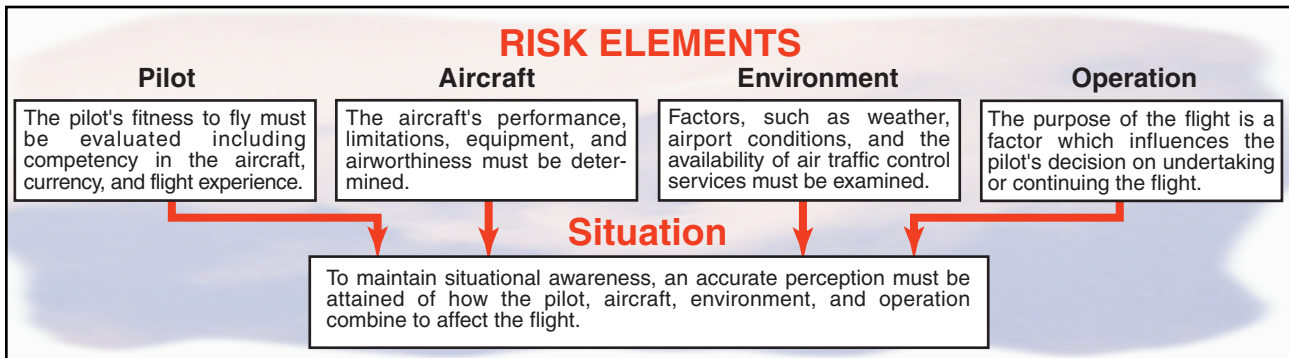 RISK ELEMENTS
Pilot
The pilot's fitness to fly must
be evaluated including
competency in the aircraft,
currency, and flight experience.
Aircraft
The aircraft's performance,
limitations, equipment, and
airworthiness must be deter-
mined.
Environment
Factors, such as weather,
airport conditions, and the
availability of air traffic control
services must be examined.
Operation
The purpose of the flight is a
factor which influences the
pilot's decision on undertaking
or continuing the flight.
Situation
To maintain situational awareness, an accurate perception must be
attained of how the pilot, aircraft, environment, and operation
combine to affect the flight.